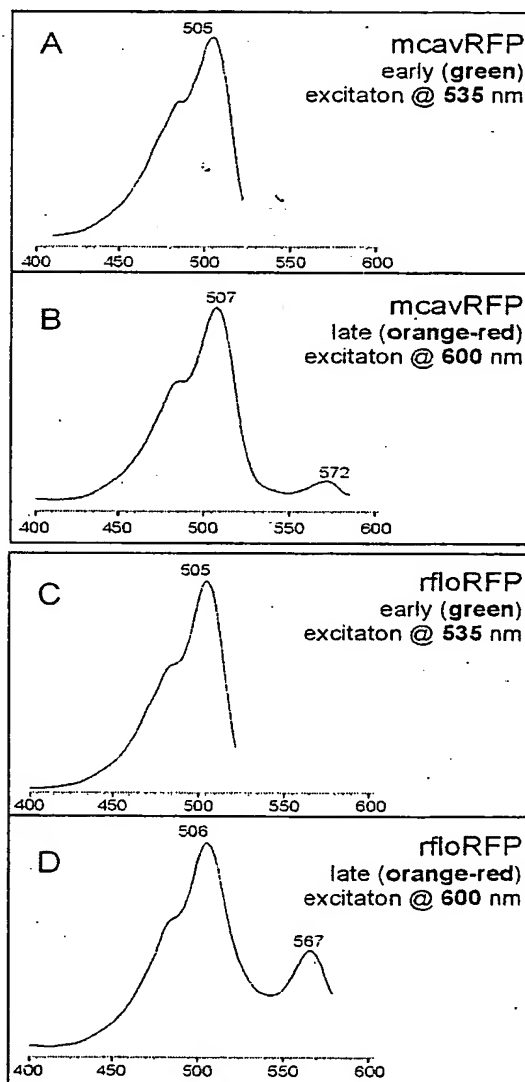 A
505
mcavRFP
early (green)
excitaton @ 535 nm
400 450 500 550 600
B
507
mcavRFP
late (orange-red)
excitaton @ 600 nm
572
400 450 500 550 600
C
505
rfloRFP
early (green)
excitaton @ 535 nm
400 450 500 550 600
D
506
rfloRFP
late (orange-red)
excitaton @ 600 nm
567
400 450 500 550 600